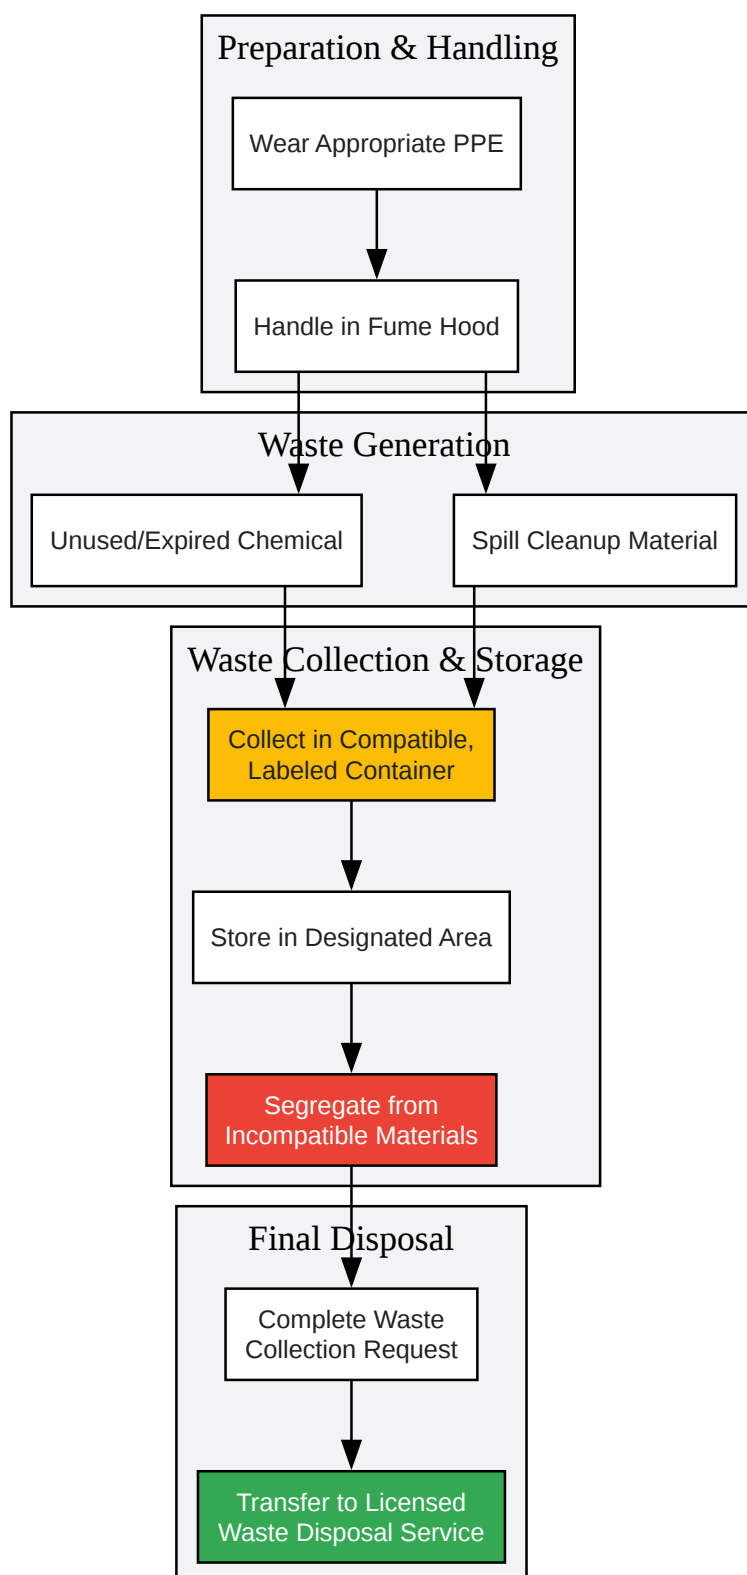 Preparation & Handling
Wear Appropriate PPE
Handle in Fume Hood
Waste Generation
Unused/Expired Chemical
Spill Cleanup Material
Waste Collection & Storage
Collect in Compatible,
Labeled Container
Store in Designated Area
Segregate from
Incompatible Materials
Final Disposal
Complete Waste
Collection Request
Transfer to Licensed
Waste Disposal Service